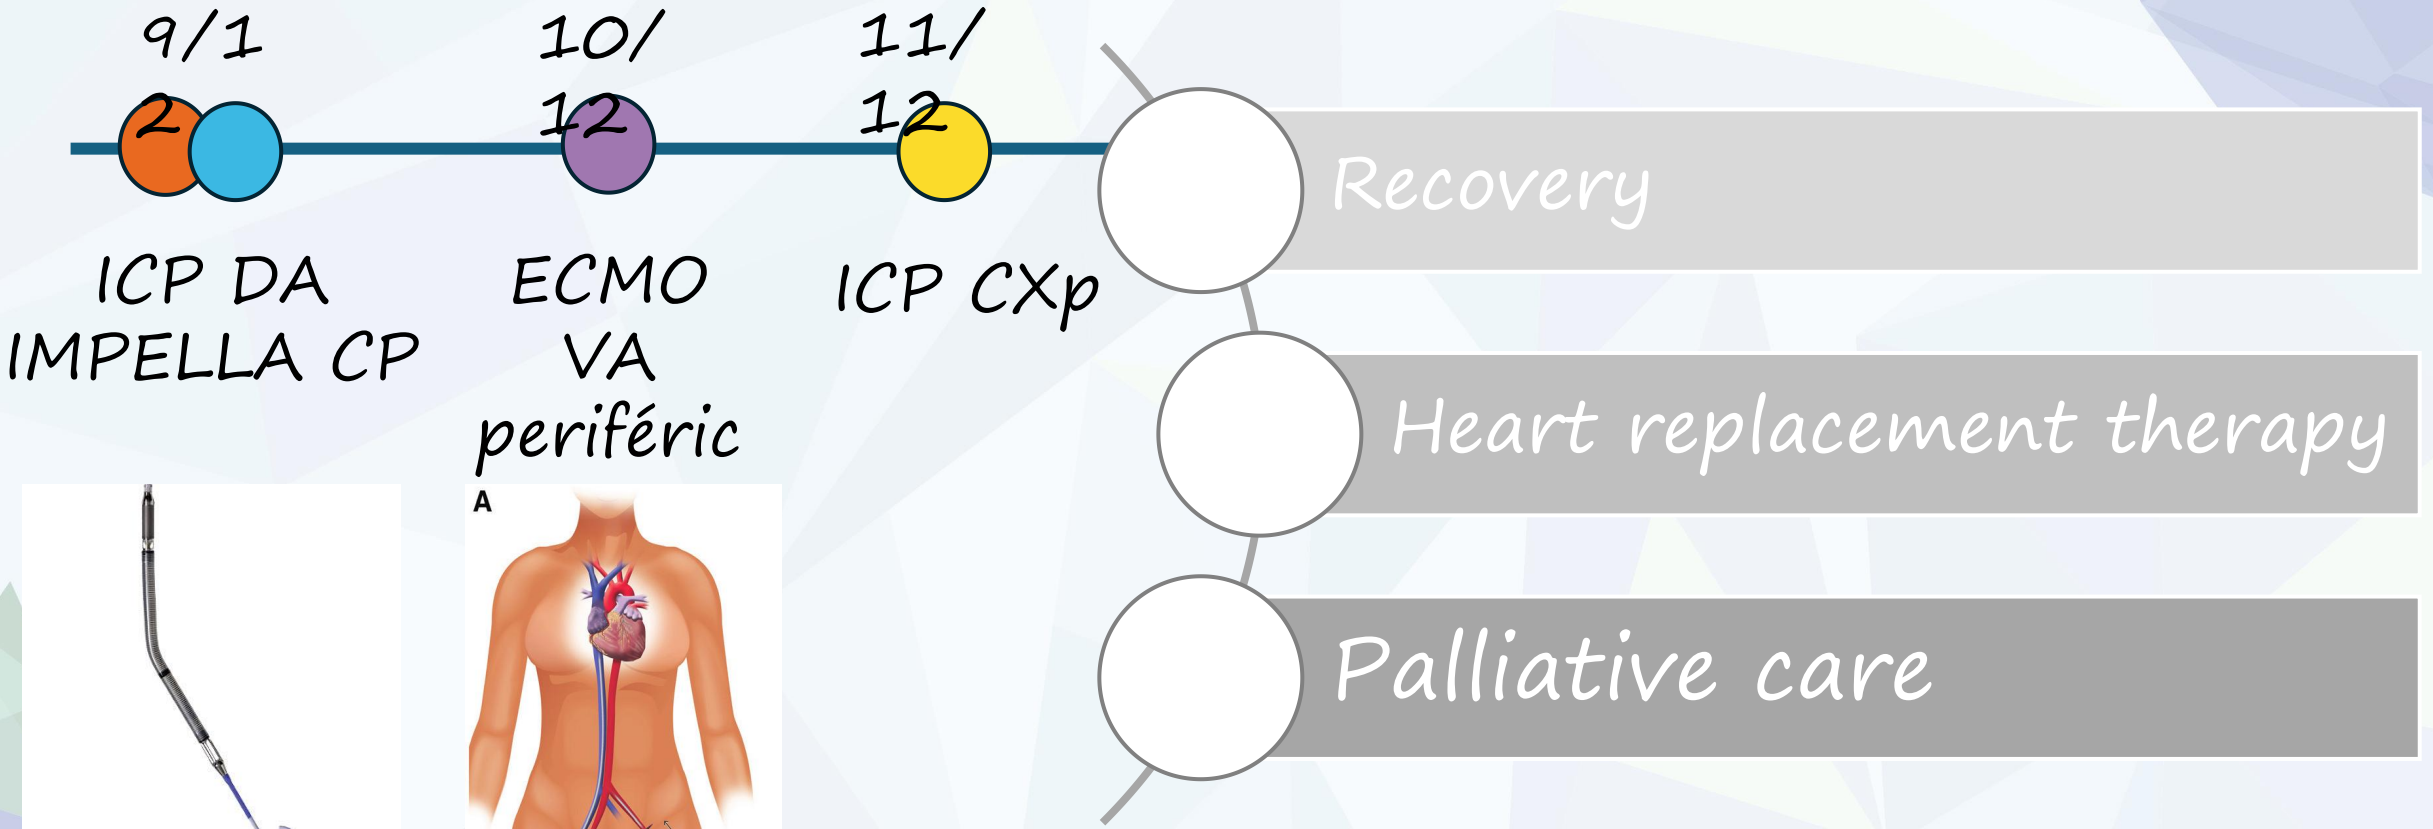 9/1
2
10/
12
11/
12
ICP DA
IMPELLA CP
ECMO
VA
periféric
ICP CXp
A
Recovery
Heart replacement therapy
Palliative care